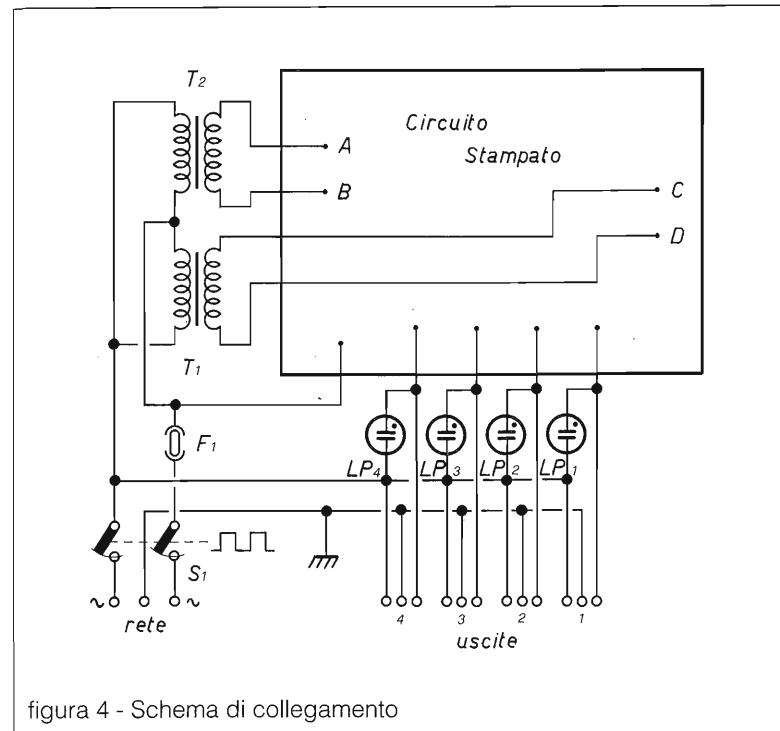 T2
Circuito
Stampato
A
B
C
D
T1
F1
LP4
LP3
LP2
LP1
S1
~
~
rete
4
3
2
1
uscite
figura 4 - Schema di collegamento